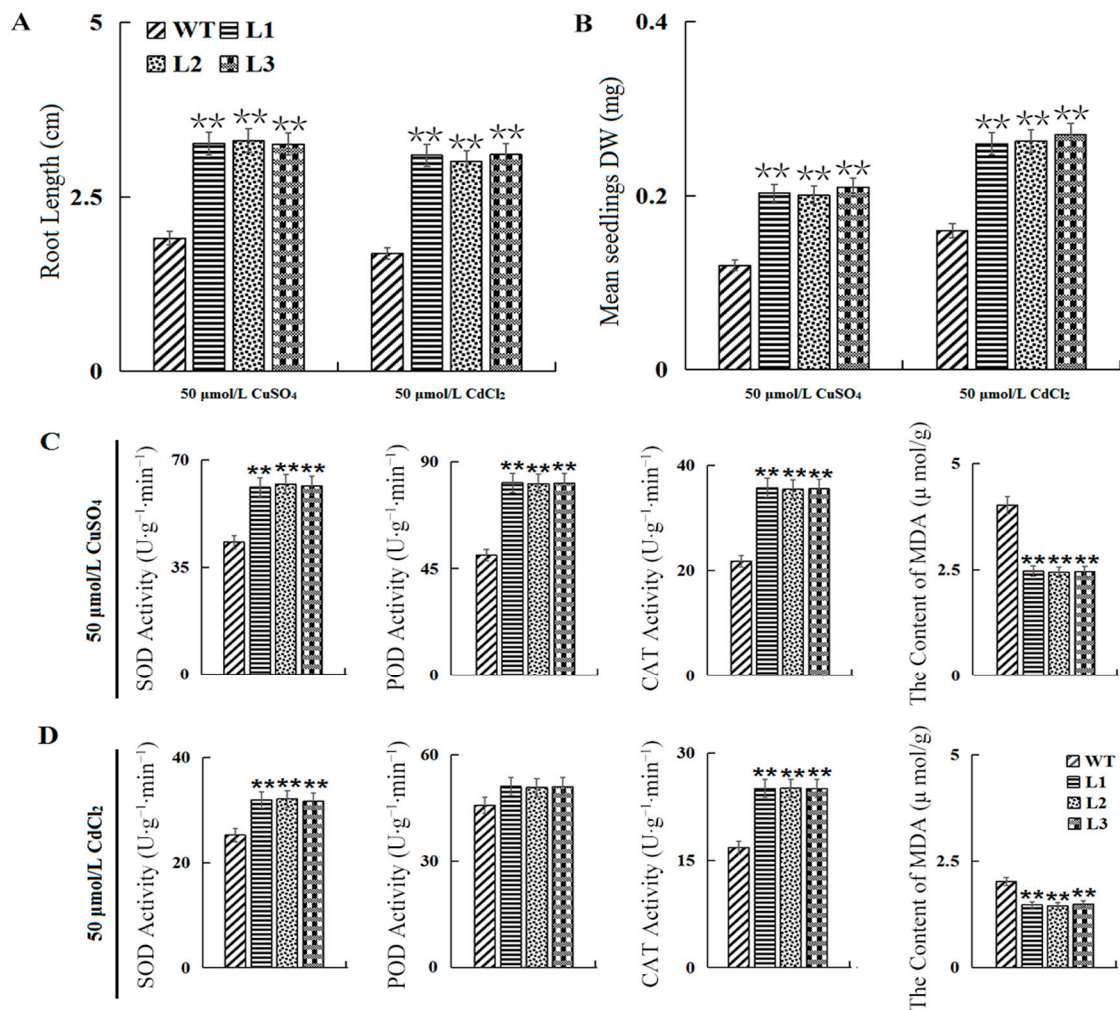 A
5
WT
L1
L2
L3
Root Length (cm)
2.5
0
** ** **
** ** **
50 μmol/L CuSO₄
50 μmol/L CdCl₂
B
0.4
Mean seedlings DW (mg)
0.2
0
** ** **
** ** **
50 μmol/L CuSO₄
50 μmol/L CdCl₂
C
50 μmol/L CuSO₄
SOD Activity (U·g⁻¹·min⁻¹)
70
35
0
** ** **
POD Activity (U·g⁻¹·min⁻¹)
90
45
0
** ** **
CAT Activity (U·g⁻¹·min⁻¹)
40
20
0
** ** **
The Content of MDA (μ mol/g)
5
2.5
0
** ** **
D
50 μmol/L CdCl₂
SOD Activity (U·g⁻¹·min⁻¹)
40
20
0
** ** **
POD Activity (U·g⁻¹·min⁻¹)
60
30
0
CAT Activity (U·g⁻¹·min⁻¹)
30
15
0
** ** **
The Content of MDA (μ mol/g)
5
2.5
0
** ** **
WT
L1
L2
L3